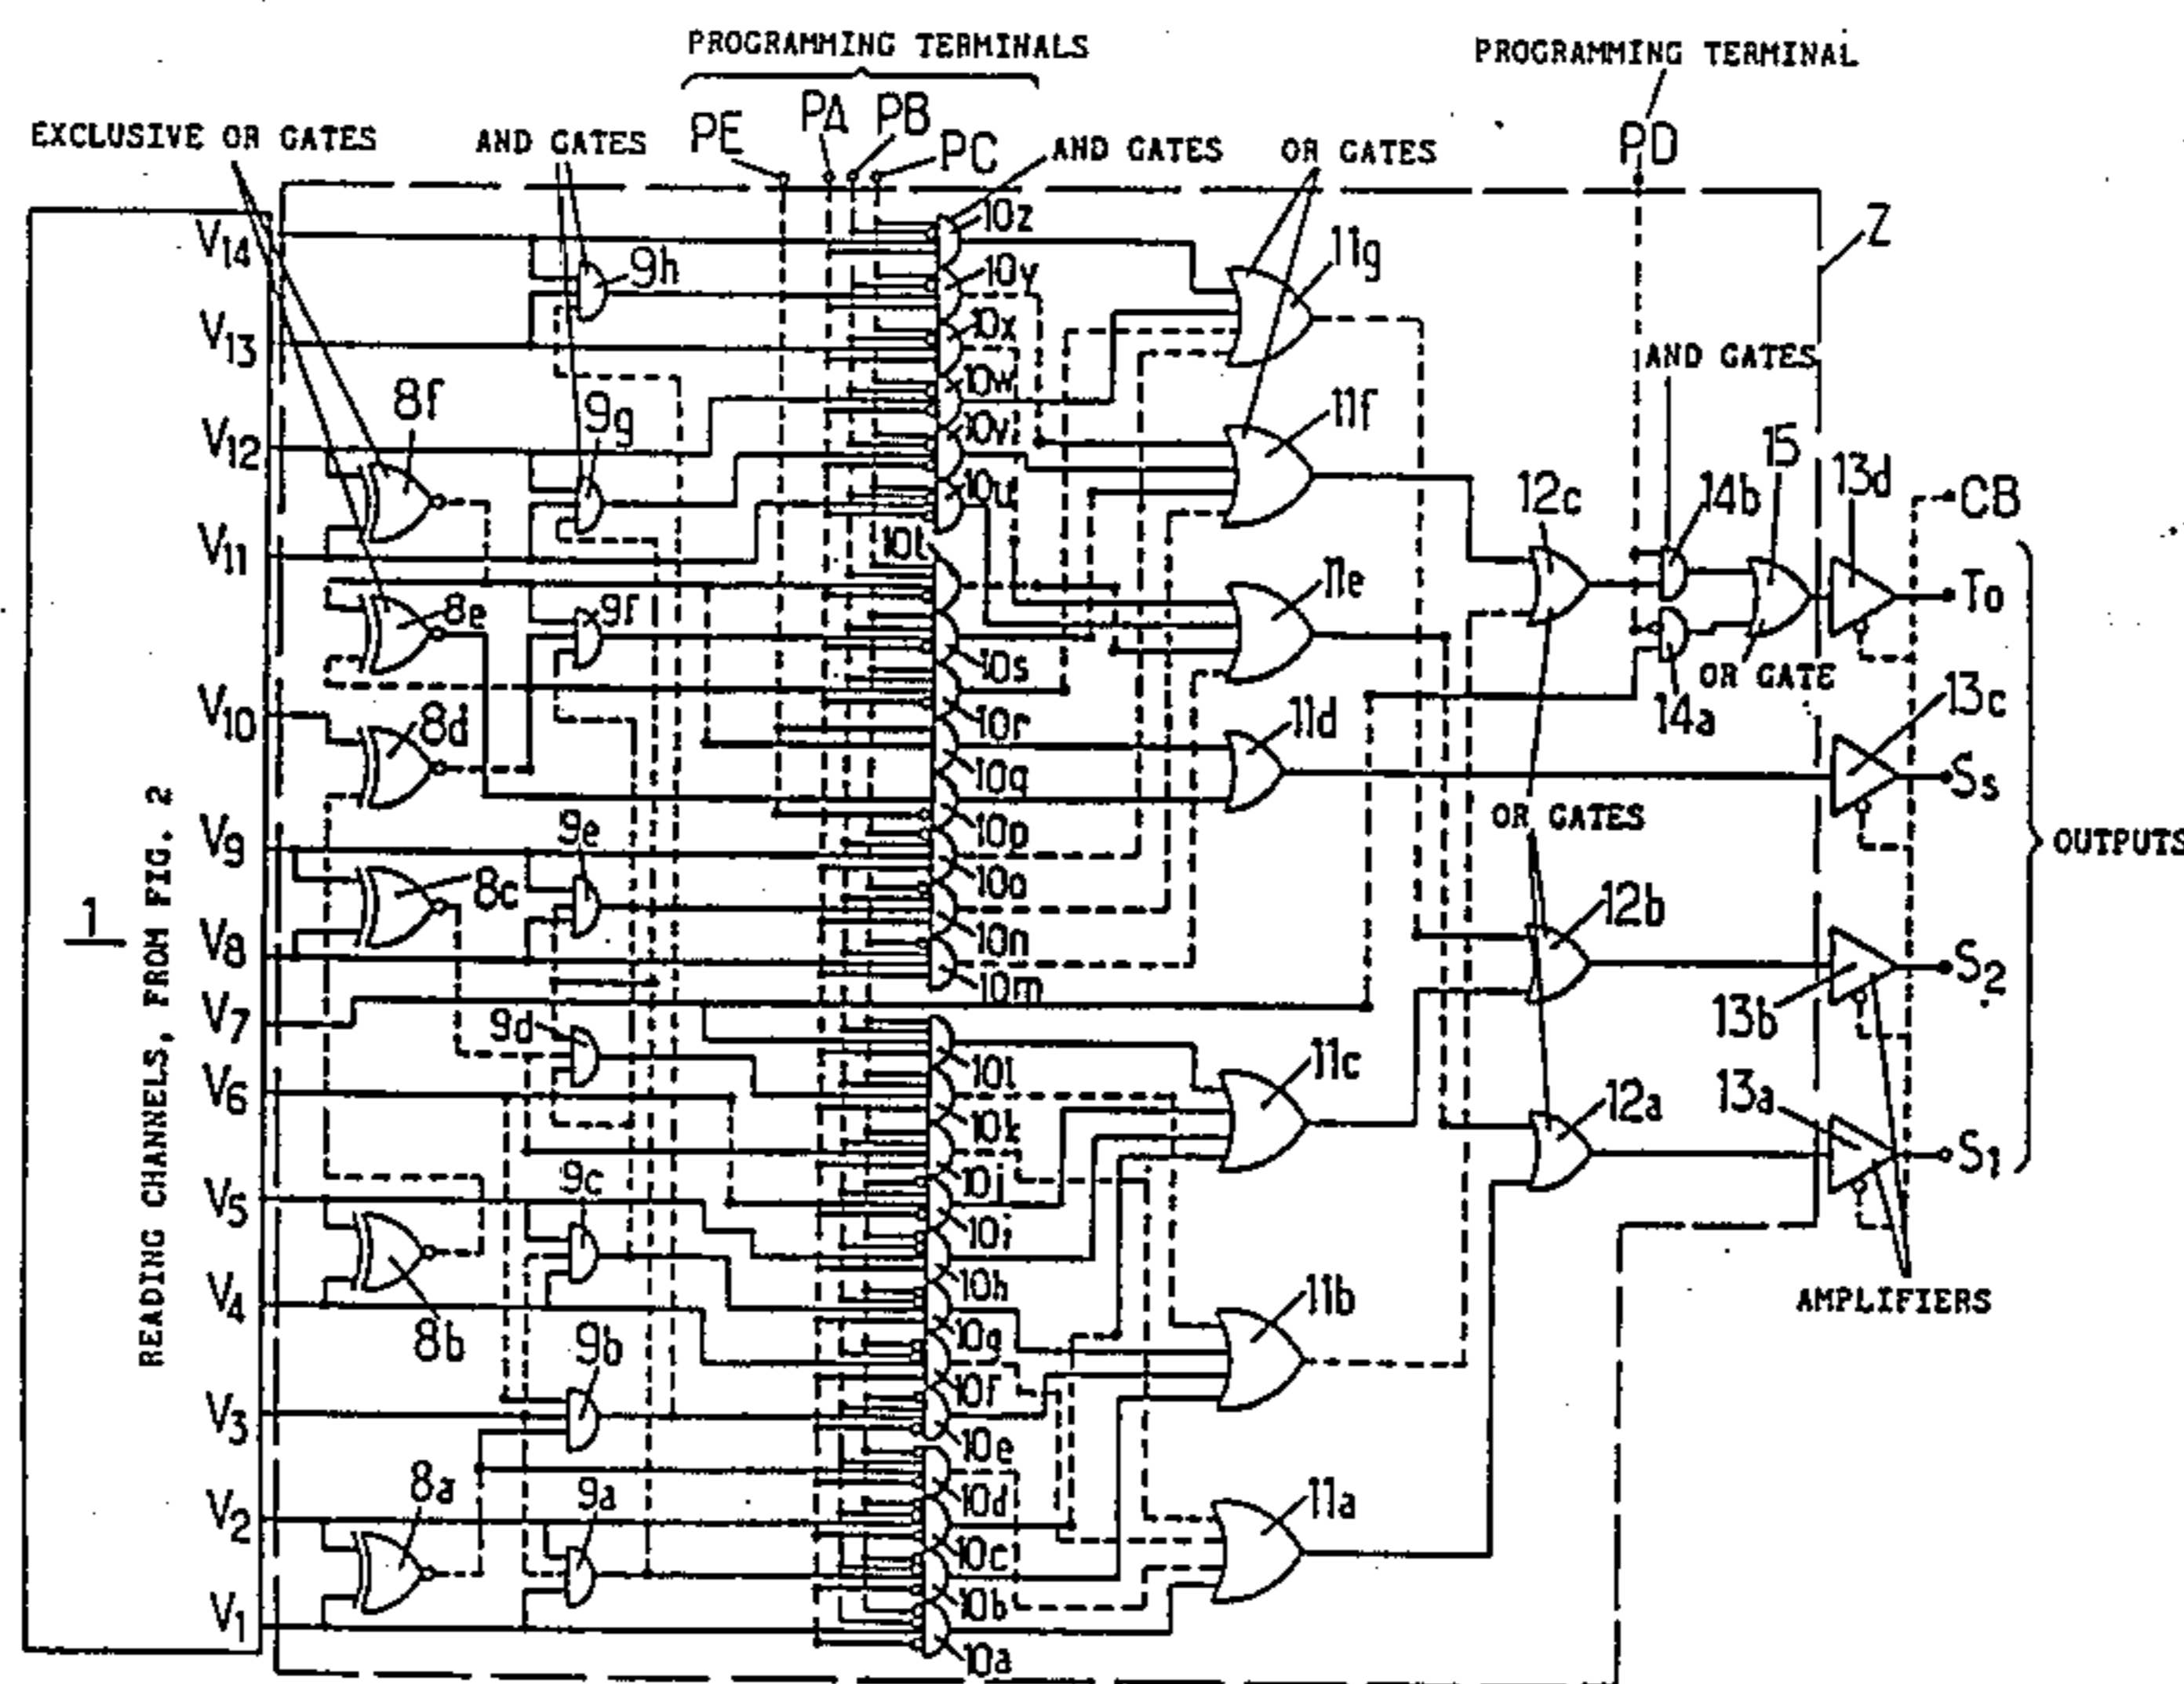 PROGRAMMING TERMINALS
PROGRAMMING TERMINAL
EXCLUSIVE OR GATES
AND GATES
PE
PA
PB
PC
AND GATES
OR GATES
PD
Z
V14
V13
V12
V11
V10
V9
V8
V7
V6
V5
V4
V3
V2
V1
1
READING CHANNELS, FROM FIG. 2
8f
8e
8d
8c
8b
8a
9h
9g
9f
9e
9d
9c
9b
9a
10z
10y
10x
10w
10v
10u
10t
10s
10r
10q
10p
10o
10n
10m
10l
10k
10j
10i
10h
10g
10f
10e
10d
10c
10b
10a
11g
11f
11e
11d
11c
11b
11a
12c
OR GATES
12b
12a
AND GATES
14b
15
14a
OR GATE
13d
13c
13b
13a
CB
To
Ss
S2
S1
OUTPUTS
AMPLIFIERS